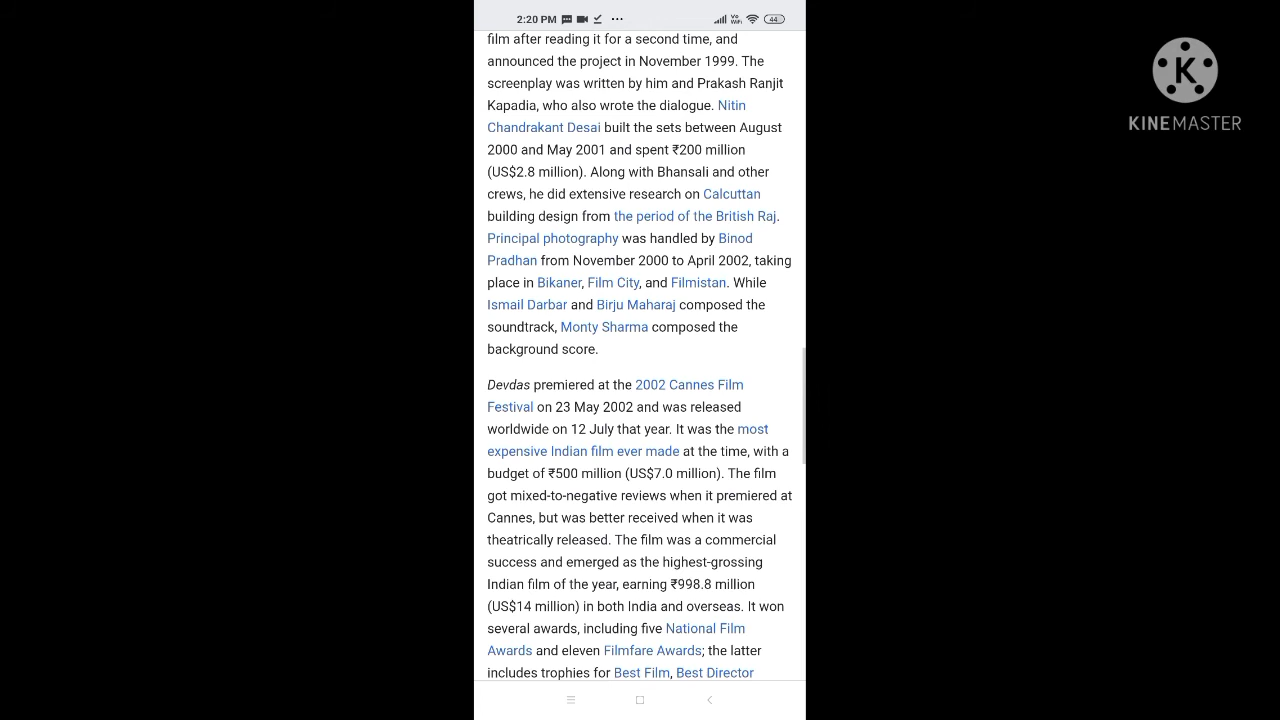 2:20 PM ...
Vo
WiFi
44
film after reading it for a second time, and
announced the project in November 1999. The
screenplay was written by him and Prakash Ranjit
Kapadia, who also wrote the dialogue. Nitin
Chandrakant Desai built the sets between August
2000 and May 2001 and spent ₹200 million
(US$2.8 million). Along with Bhansali and other
crews, he did extensive research on Calcuttan
building design from the period of the British Raj.
Principal photography was handled by Binod
Pradhan from November 2000 to April 2002, taking
place in Bikaner, Film City, and Filmistan. While
Ismail Darbar and Birju Maharaj composed the
soundtrack, Monty Sharma composed the
background score.
Devdas premiered at the 2002 Cannes Film
Festival on 23 May 2002 and was released
worldwide on 12 July that year. It was the most
expensive Indian film ever made at the time, with a
budget of ₹500 million (US$7.0 million). The film
got mixed-to-negative reviews when it premiered at
Cannes, but was better received when it was
theatrically released. The film was a commercial
success and emerged as the highest-grossing
Indian film of the year, earning ₹998.8 million
(US$14 million) in both India and overseas. It won
several awards, including five National Film
Awards and eleven Filmfare Awards; the latter
includes trophies for Best Film, Best Director
K
KINEMASTER